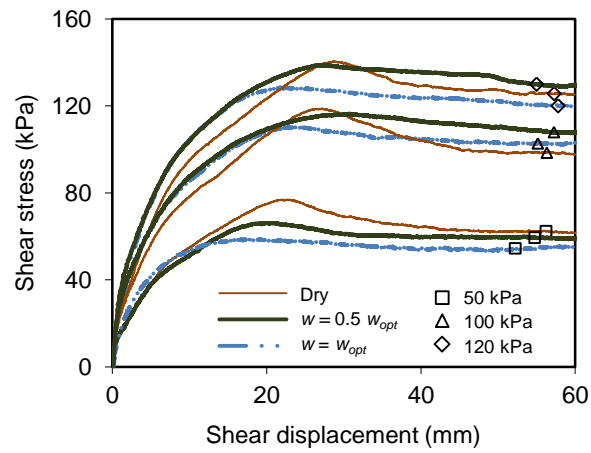 160
120
80
40
0
Shear stress (kPa)
Dry
w = 0.5 wopt
w = wopt
50 kPa
100 kPa
120 kPa
0 20 40 60
Shear displacement (mm)